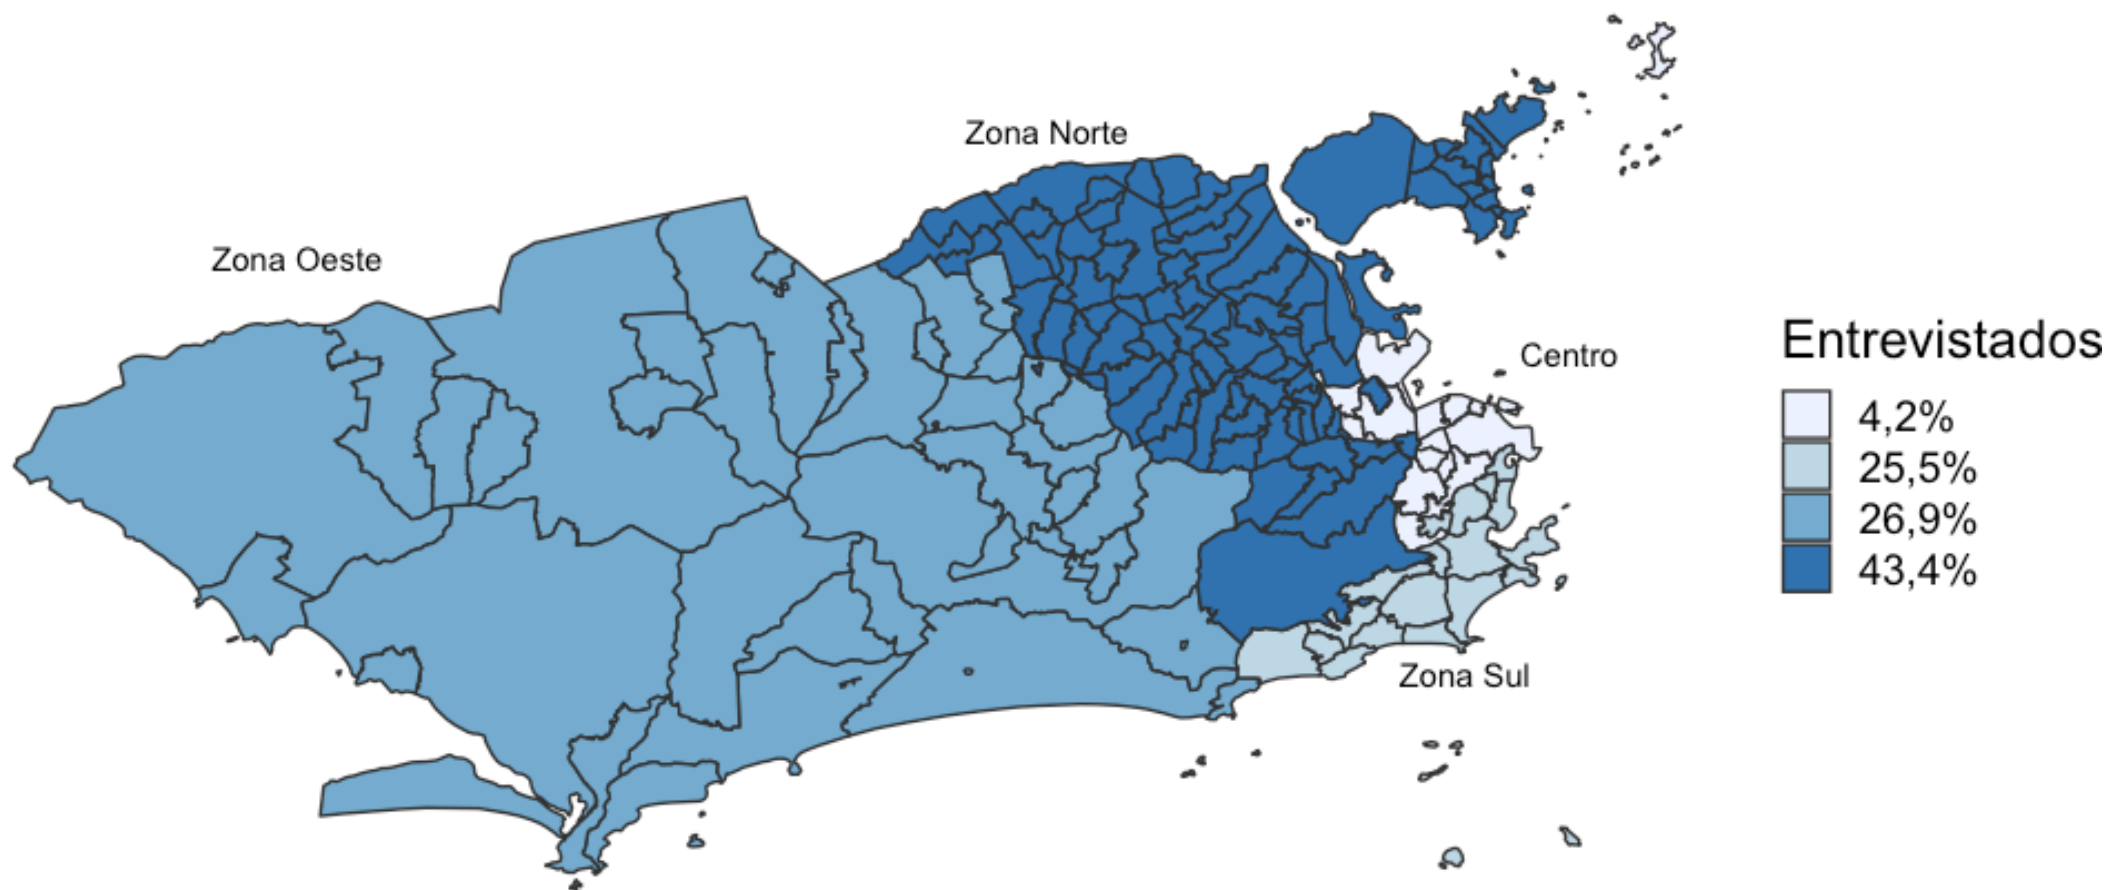 Zona Norte
Zona Oeste
Centro
Zona Sul
Entrevistados
4,2%
25,5%
26,9%
43,4%